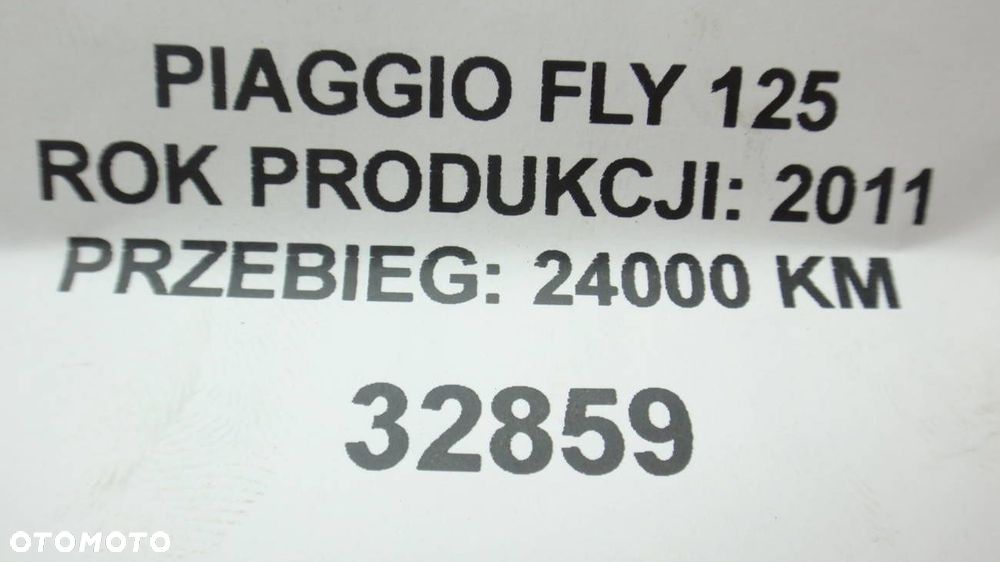 PIAGGIO FLY 125
ROK PRODUKCJI: 2011
PRZEBIEG: 24000 KM
32859
OTOMOTO